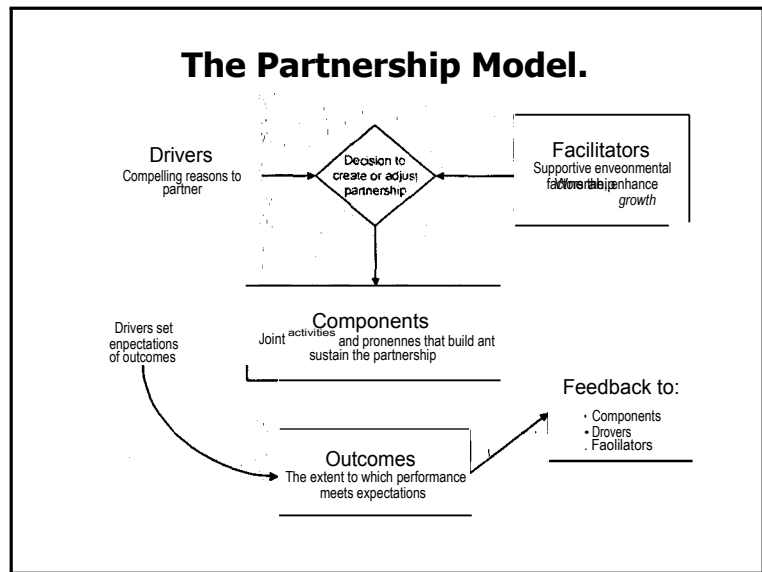 The Partnership Model.
Drivers
Compelling reasons to
partner
Decision to
create or adjust
partnership
Facilitators
Supportive enveonmental
enhance
growth
Drivers set
enpectations
of outcomes
Components
Joint activities and pronennes that build ant
sustain the partnership
Feedback to:
· Components
• Drovers
. Faolilators
Outcomes
The extent to which performance
meets expectations